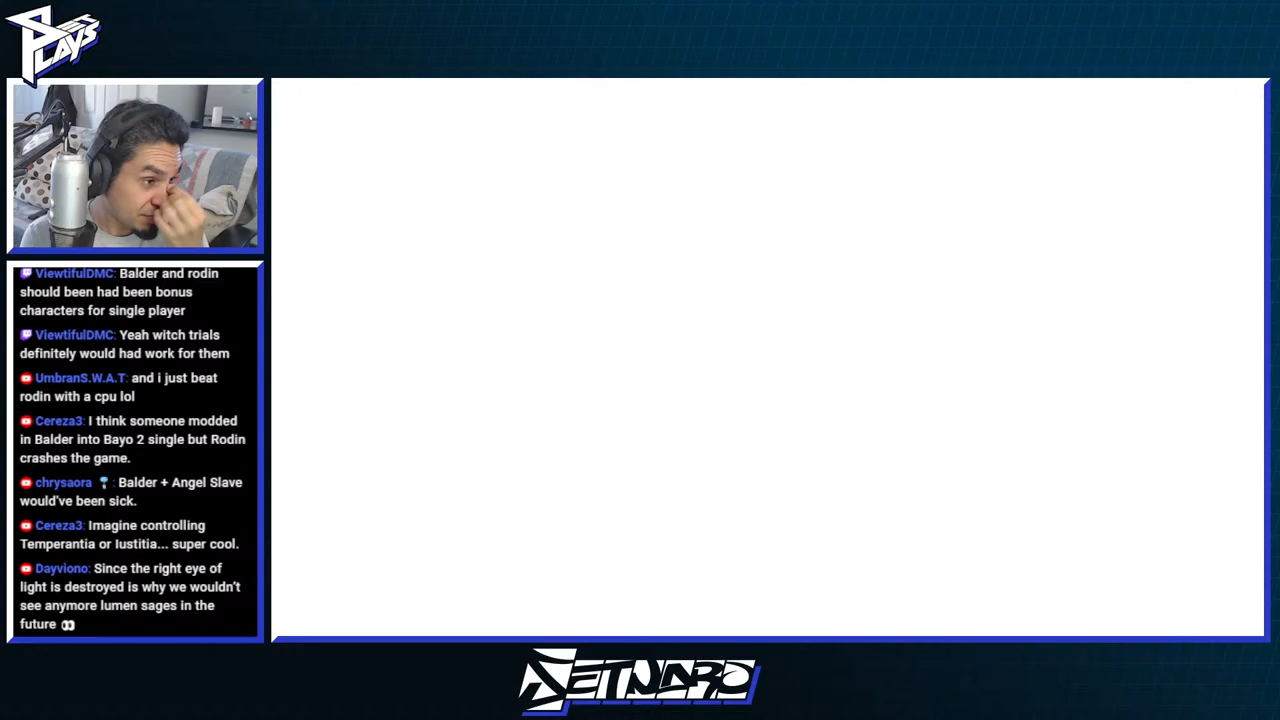 SET
PLAYS
ViewtifulDMC: Balder and rodin
should been had been bonus
characters for single player
ViewtifulDMC: Yeah witch trials
definitely would had work for them
UmbranS.W.A.T: and i just beat
rodin with a cpu lol
Cereza3: I think someone modded
in Balder into Bayo 2 single but Rodin
crashes the game.
chrysaora : Balder + Angel Slave
would've been sick.
Cereza3: Imagine controlling
Temperantia or Iustitia... super cool.
Dayviono: Since the right eye of
light is destroyed is why we wouldn't
see anymore lumen sages in the
future 👀
SETNARO